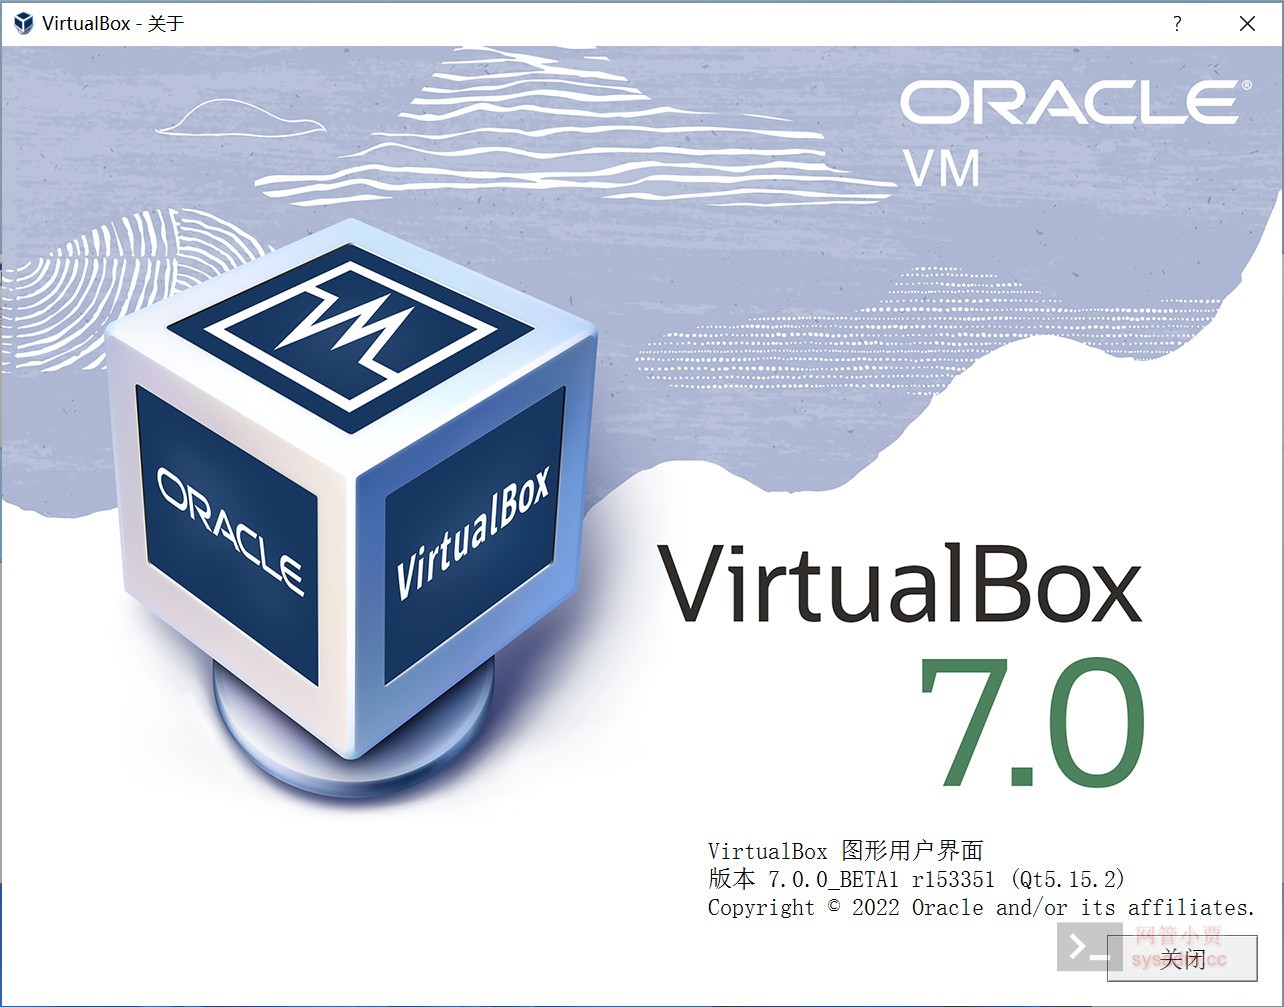 VirtualBox - 关于
?
ORACLE®
VM
ORACLE
VirtualBox
VirtualBox
7.0
VirtualBox 图形用户界面
版本 7.0.0_BETA1 r153351 (Qt5.15.2)
Copyright © 2022 Oracle and/or its affiliates.
网管小贾
关闭